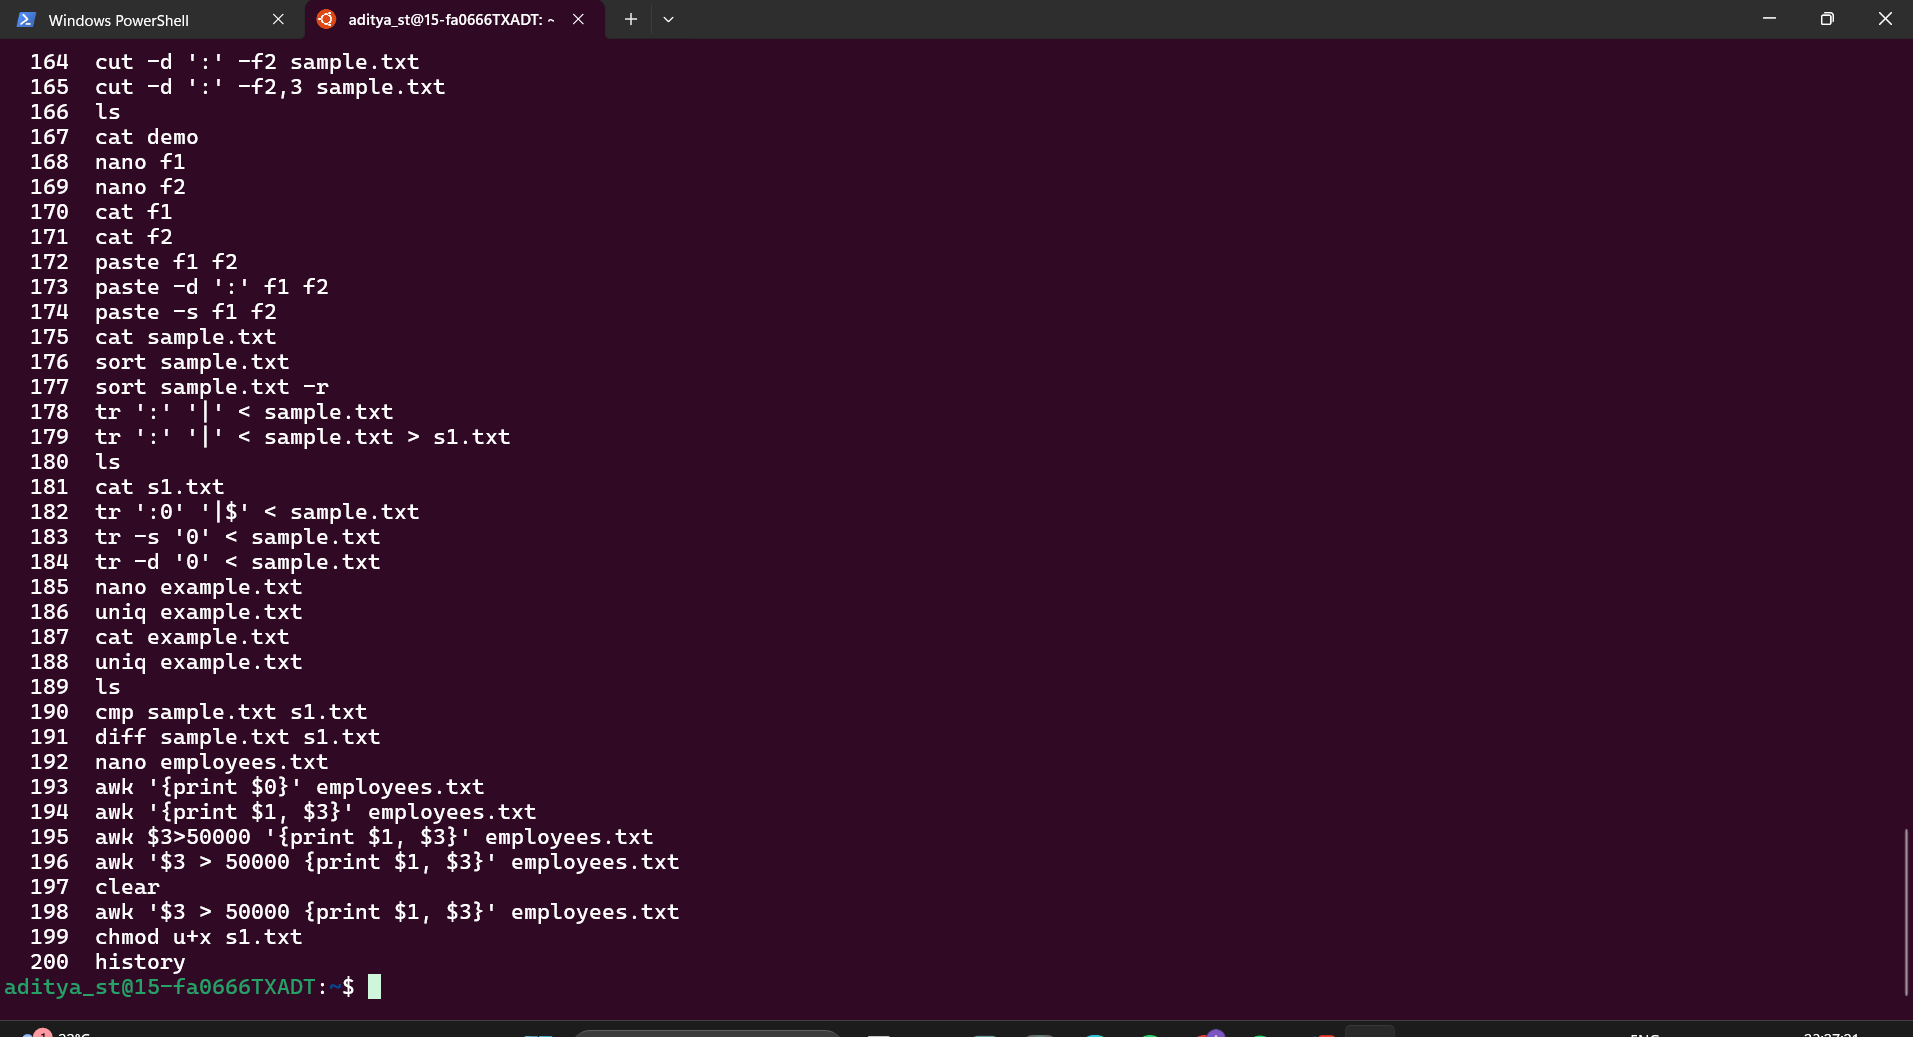 Windows PowerShell
aditya_st@15-fa0666TXADT: ~
164 cut -d ':' -f2 sample.txt
165 cut -d ':' -f2,3 sample.txt
166 ls
167 cat demo
168 nano f1
169 nano f2
170 cat f1
171 cat f2
172 paste f1 f2
173 paste -d ':' f1 f2
174 paste -s f1 f2
175 cat sample.txt
176 sort sample.txt
177 sort sample.txt -r
178 tr ':' '|' < sample.txt
179 tr ':' '|' < sample.txt > s1.txt
180 ls
181 cat s1.txt
182 tr ':0' '|$' < sample.txt
183 tr -s '0' < sample.txt
184 tr -d '0' < sample.txt
185 nano example.txt
186 uniq example.txt
187 cat example.txt
188 uniq example.txt
189 ls
190 cmp sample.txt s1.txt
191 diff sample.txt s1.txt
192 nano employees.txt
193 awk '{print $0}' employees.txt
194 awk '{print $1, $3}' employees.txt
195 awk $3>50000 '{print $1, $3}' employees.txt
196 awk '$3 > 50000 {print $1, $3}' employees.txt
197 clear
198 awk '$3 > 50000 {print $1, $3}' employees.txt
199 chmod u+x s1.txt
200 history
aditya_st@15-fa0666TXADT:~$